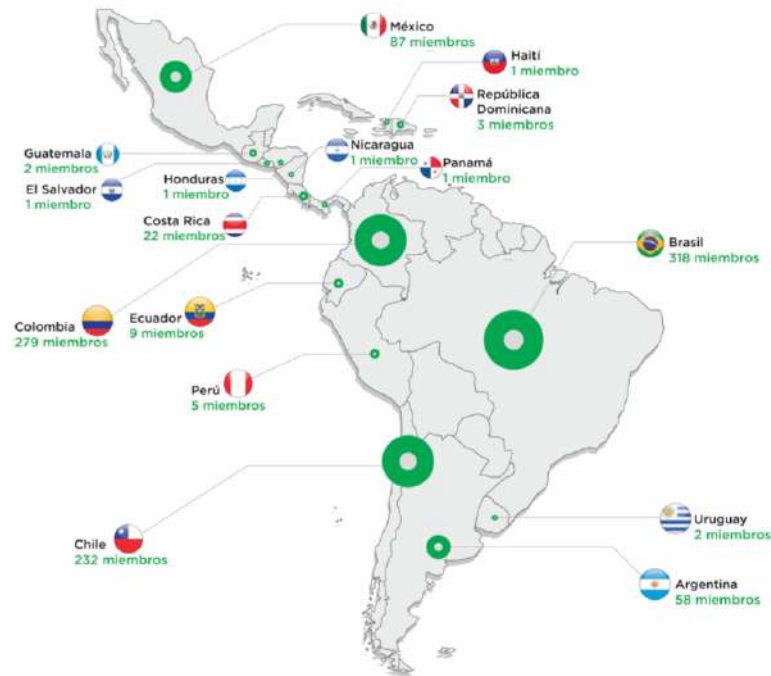 México
87 miembros
Haití
1 miembro
República
Dominicana
3 miembros
Guatemala
2 miembros
Nicaragua
1 miembro
Panamá
1 miembro
El Salvador
1 miembro
Honduras
1 miembro
Costa Rica
22 miembros
Brasil
318 miembros
Colombia
279 miembros
Ecuador
9 miembros
Perú
5 miembros
Chile
232 miembros
Uruguay
2 miembros
Argentina
58 miembros